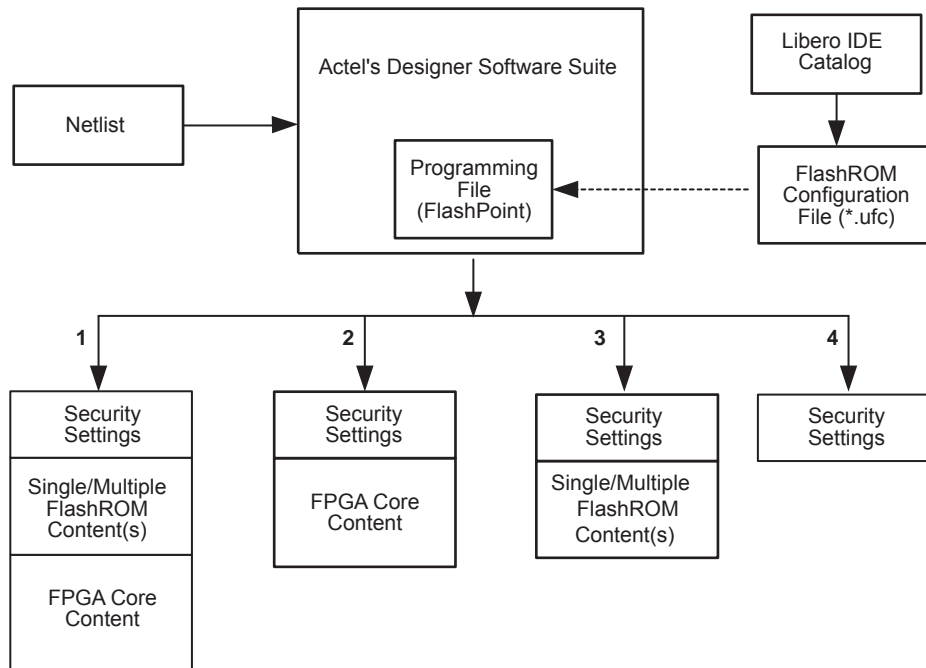 Actel's Designer Software Suite
Libero IDE
Catalog
Netlist
Programming
File
(FlashPoint)
FlashROM
Configuration
File (*.ufc)
1
2
3
4
Security
Settings
Single/Multiple
FlashROM
Content(s)
FPGA Core
Content
Security
Settings
FPGA Core
Content
Security
Settings
Single/Multiple
FlashROM
Content(s)
Security
Settings